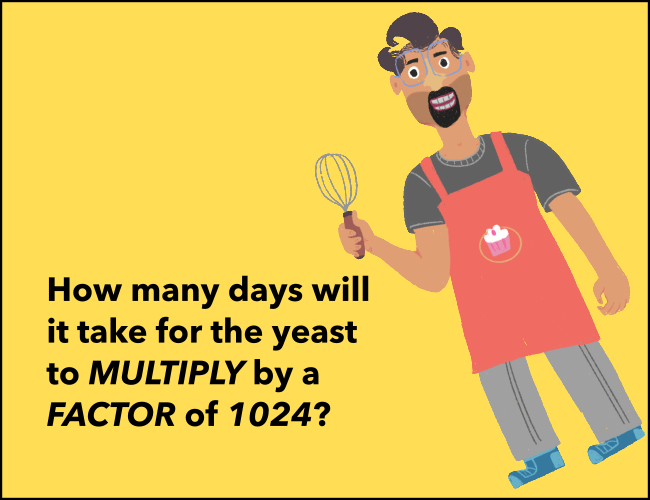 How many days will
it take for the yeast
to MULTIPLY by a
FACTOR of 1024?